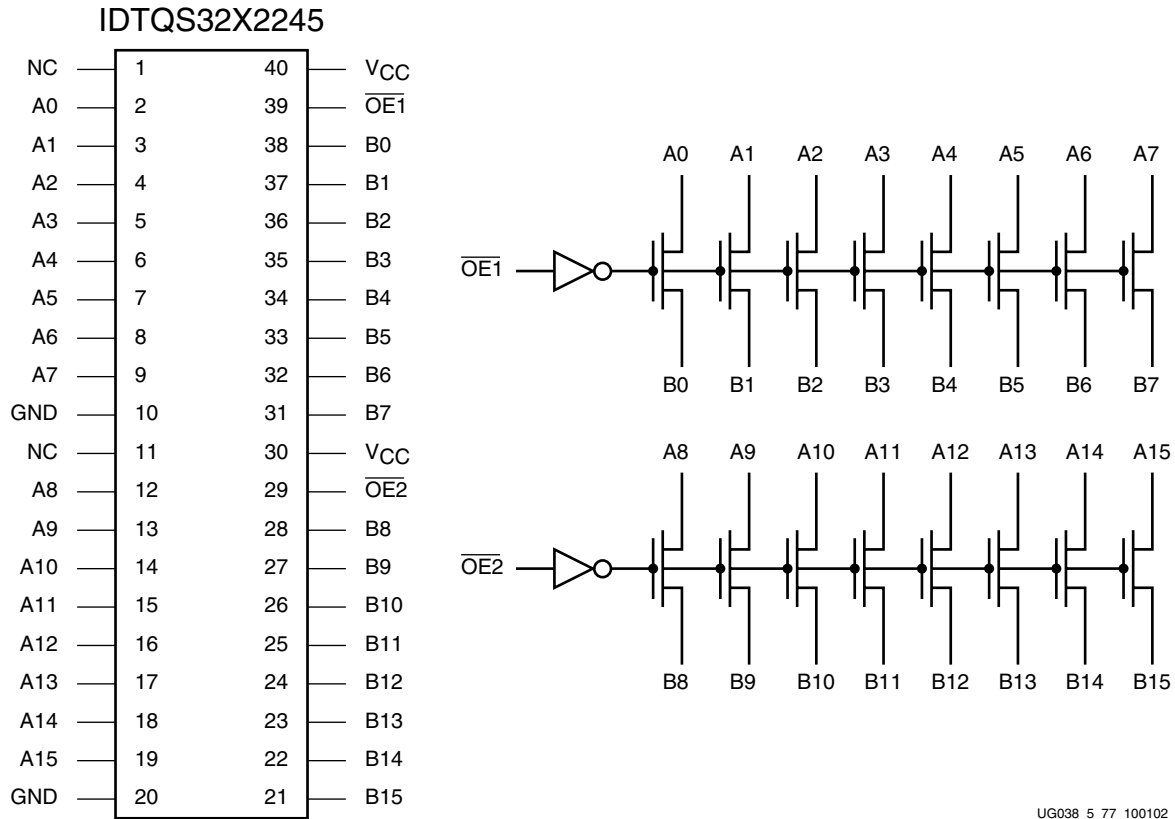 IDTQS32X2245
NC 1 40 VCC
A0 2 39 OE1
A1 3 38 B0
A2 4 37 B1
A3 5 36 B2
A4 6 35 B3
A5 7 34 B4
A6 8 33 B5
A7 9 32 B6
GND 10 31 B7
NC 11 30 VCC
A8 12 29 OE2
A9 13 28 B8
A10 14 27 B9
A11 15 26 B10
A12 16 25 B11
A13 17 24 B12
A14 18 23 B13
A15 19 22 B14
GND 20 21 B15
A0 A1 A2 A3 A4 A5 A6 A7
OE1
B0 B1 B2 B3 B4 B5 B6 B7
A8 A9 A10 A11 A12 A13 A14 A15
OE2
B8 B9 B10 B11 B12 B13 B14 B15
UG038_5_77_100102